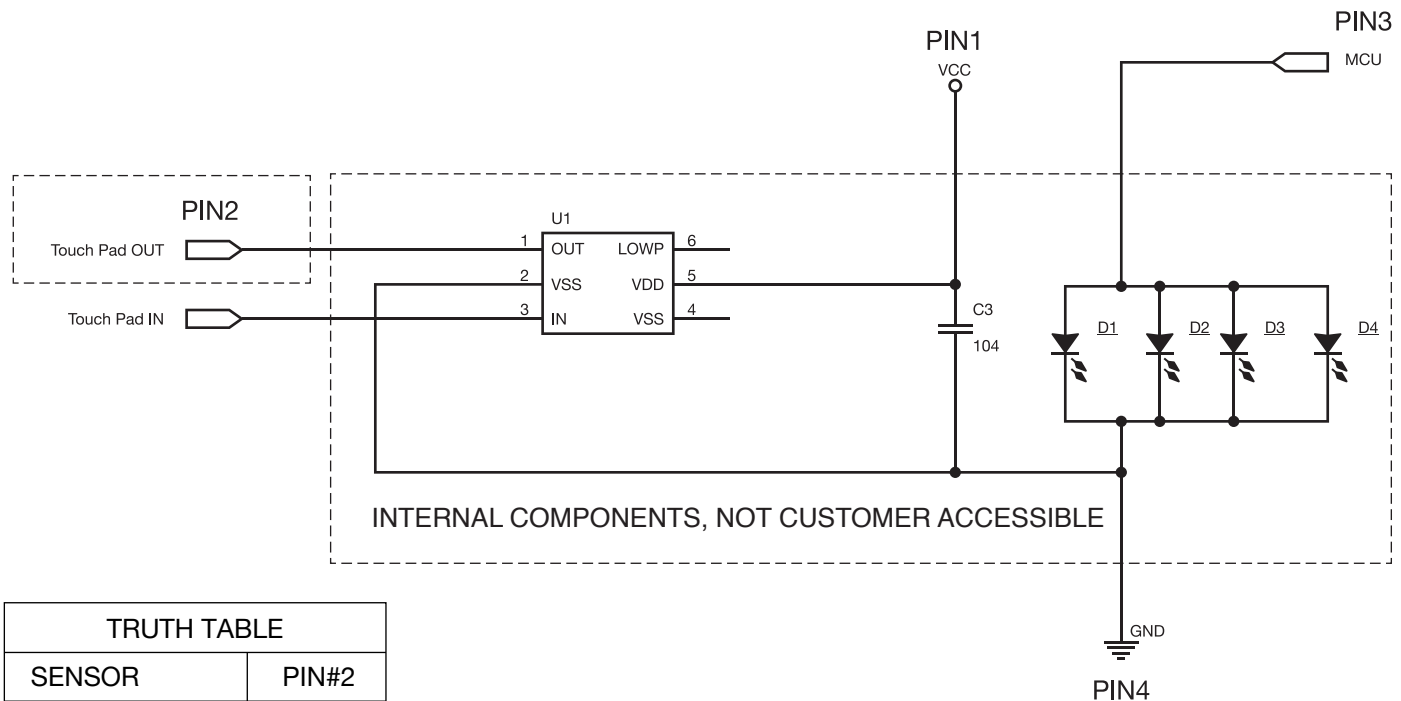 PIN3
MCU
PIN1
VCC
PIN2
Touch Pad OUT
Touch Pad IN
U1
1 OUT LOWP 6
2 VSS VDD 5
3 IN VSS 4
C3
104
D1 D2 D3 D4
INTERNAL COMPONENTS, NOT CUSTOMER ACCESSIBLE
GND
PIN4
TRUTH TABLE
SENSOR PIN#2